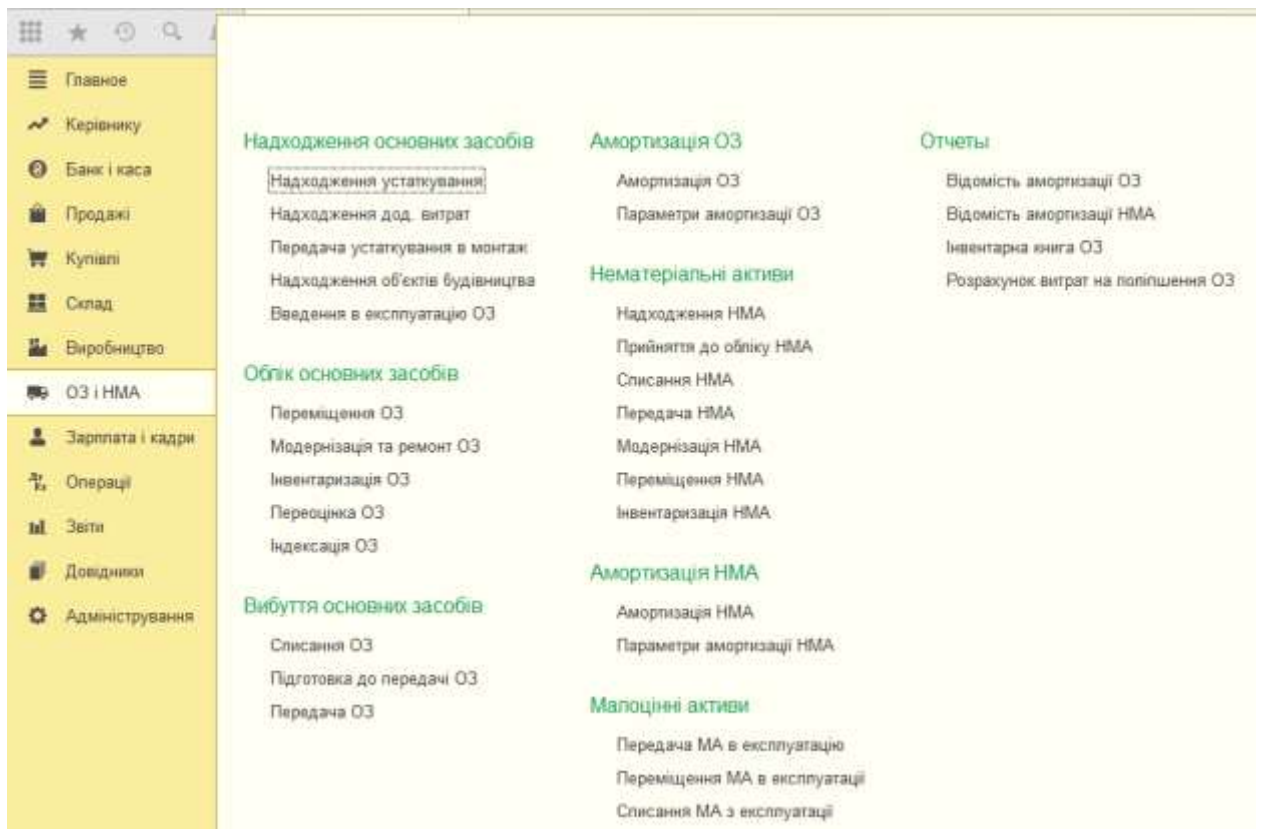 Главное
Керівнику
Банк і каса
Продажі
Купівлі
Склад
Виробництво
ОЗ і НМА
Зарплата і кадри
Операції
Звіти
Довідники
Адміністрування
Надходження основних засобів
Надходження устаткування
Надходження дод. витрат
Передача устаткування в монтаж
Надходження об'єктів будівництва
Введення в експлуатацію ОЗ
Облік основних засобів
Переміщення ОЗ
Модернізація та ремонт ОЗ
Інвентаризація ОЗ
Переоцінка ОЗ
Індексація ОЗ
Вибуття основних засобів
Списання ОЗ
Підготовка до передачі ОЗ
Передача ОЗ
Амортизація ОЗ
Амортизація ОЗ
Параметри амортизації ОЗ
Нематеріальні активи
Надходження НМА
Прийняття до обліку НМА
Списання НМА
Передача НМА
Модернізація НМА
Переміщення НМА
Інвентаризація НМА
Амортизація НМА
Амортизація НМА
Параметри амортизації НМА
Малоцінні активи
Передача МА в експлуатацію
Переміщення МА в експлуатації
Списання МА з експлуатації
Отчеты
Відомість амортизації ОЗ
Відомість амортизації НМА
Інвентарна книга ОЗ
Розрахунок витрат на поліпшення ОЗ